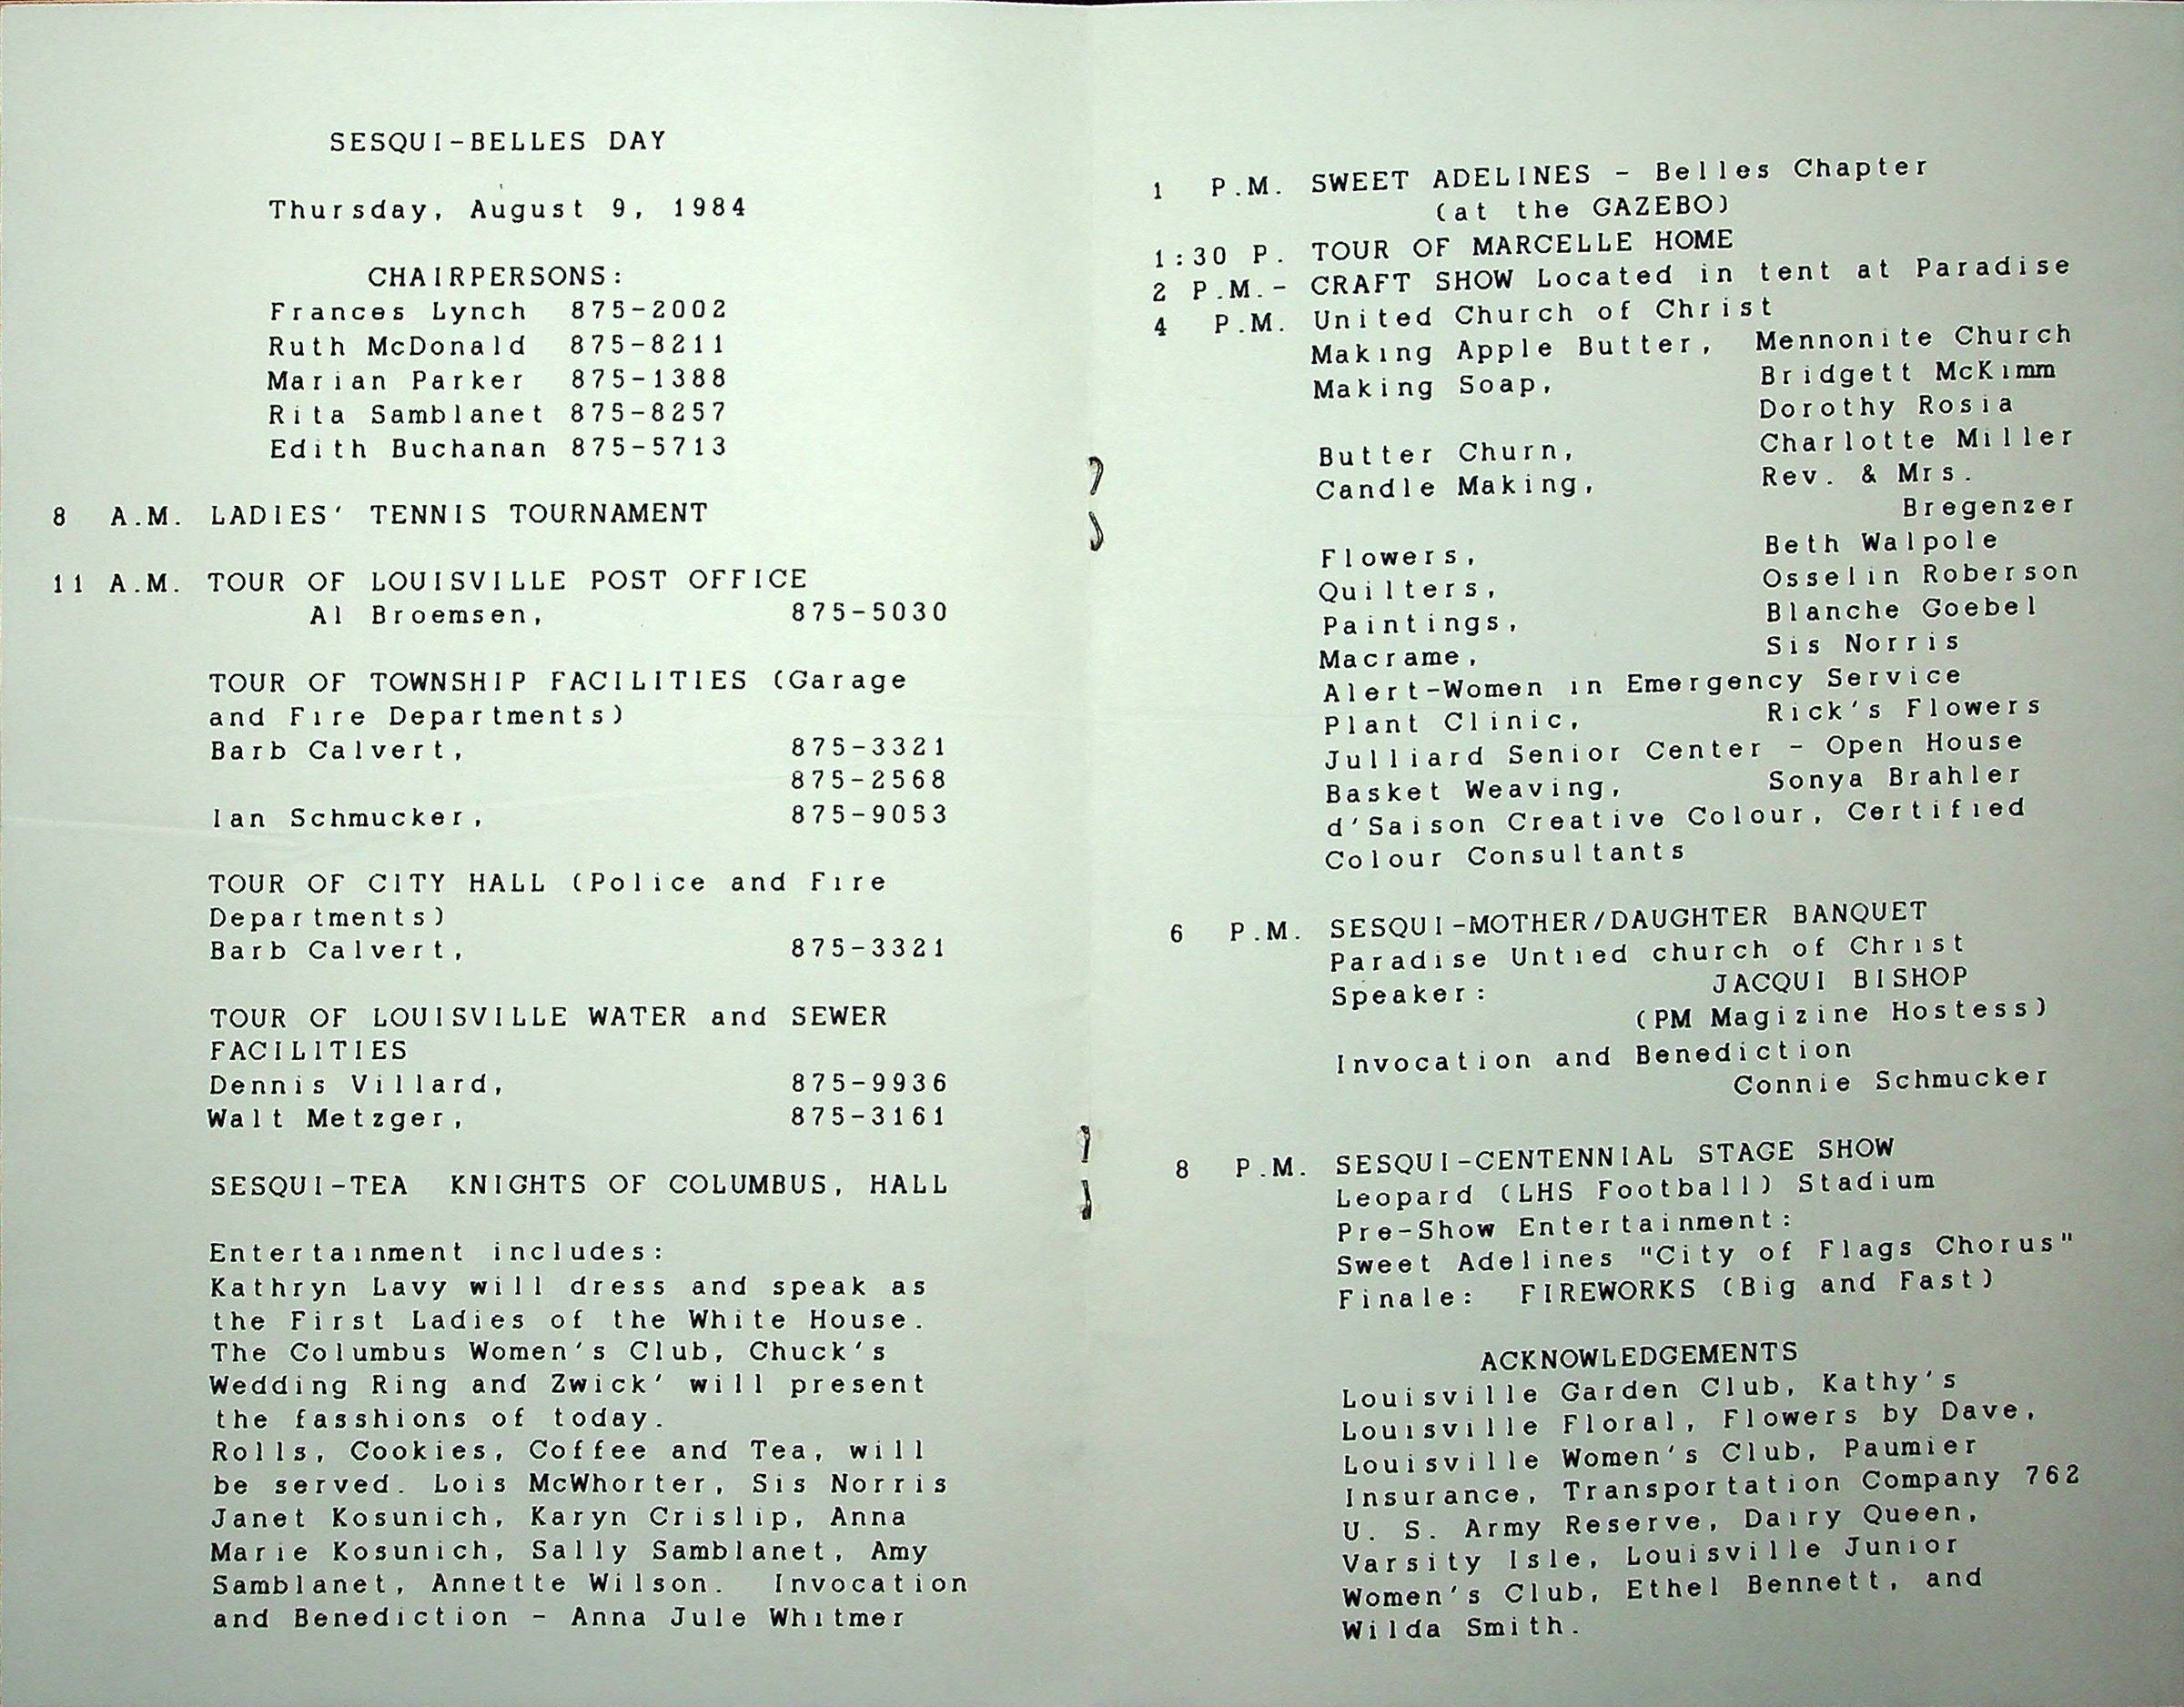 SESQUI-BELLES DAY
Thursday, August 9, 1984
CHAIRPERSONS:
Frances Lynch 875-2002
Ruth McDonald 875-8211
Marian Parker 875-1388
Rita Samblanet 875-8257
Edith Buchanan 875-5713
8 A.M. LADIES' TENNIS TOURNAMENT
11 A.M. TOUR OF LOUISVILLE POST OFFICE
Al Broemsen, 875-5030
TOUR OF TOWNSHIP FACILITIES (Garage
and Fire Departments)
Barb Calvert, 875-3321
875-2568
Ian Schmucker, 875-9053
TOUR OF CITY HALL (Police and Fire
Departments)
Barb Calvert, 875-3321
TOUR OF LOUISVILLE WATER and SEWER
FACILITIES
Dennis Villard, 875-9936
Walt Metzger, 875-3161
SESQUI-TEA KNIGHTS OF COLUMBUS, HALL
Entertainment includes:
Kathryn Lavy will dress and speak as
the First Ladies of the White House.
The Columbus Women's Club, Chuck's
Wedding Ring and Zwick' will present
the fasshions of today.
Rolls, Cookies, Coffee and Tea, will
be served. Lois McWhorter, Sis Norris
Janet Kosunich, Karyn Crislip, Anna
Marie Kosunich, Sally Samblanet, Amy
Samblanet, Annette Wilson. Invocation
and Benediction - Anna Jule Whitmer
1 P.M. SWEET ADELINES - Belles Chapter
(at the GAZEBO)
1:30 P. TOUR OF MARCELLE HOME
2 P.M.- CRAFT SHOW Located in tent at Paradise
4 P.M. United Church of Christ
Making Apple Butter, Mennonite Church
Making Soap, Bridgett McKimm
Dorothy Rosia
Butter Churn, Charlotte Miller
Candle Making, Rev. & Mrs.
Bregenzer
Flowers, Beth Walpole
Quilters, Osselin Roberson
Paintings, Blanche Goebel
Macrame, Sis Norris
Alert-Women in Emergency Service
Plant Clinic, Rick's Flowers
Julliard Senior Center - Open House
Basket Weaving, Sonya Brahler
d'Saison Creative Colour, Certified
Colour Consultants
6 P.M. SESQUI-MOTHER/DAUGHTER BANQUET
Paradise Untied church of Christ
Speaker: JACQUI BISHOP
(PM Magizine Hostess)
Invocation and Benediction
Connie Schmucker
8 P.M. SESQUI-CENTENNIAL STAGE SHOW
Leopard (LHS Football) Stadium
Pre-Show Entertainment:
Sweet Adelines "City of Flags Chorus"
Finale: FIREWORKS (Big and Fast)
ACKNOWLEDGEMENTS
Louisville Garden Club, Kathy's
Louisville Floral, Flowers by Dave,
Louisville Women's Club, Paumier
Insurance, Transportation Company 762
U. S. Army Reserve, Dairy Queen,
Varsity Isle, Louisville Junior
Women's Club, Ethel Bennett, and
Wilda Smith.